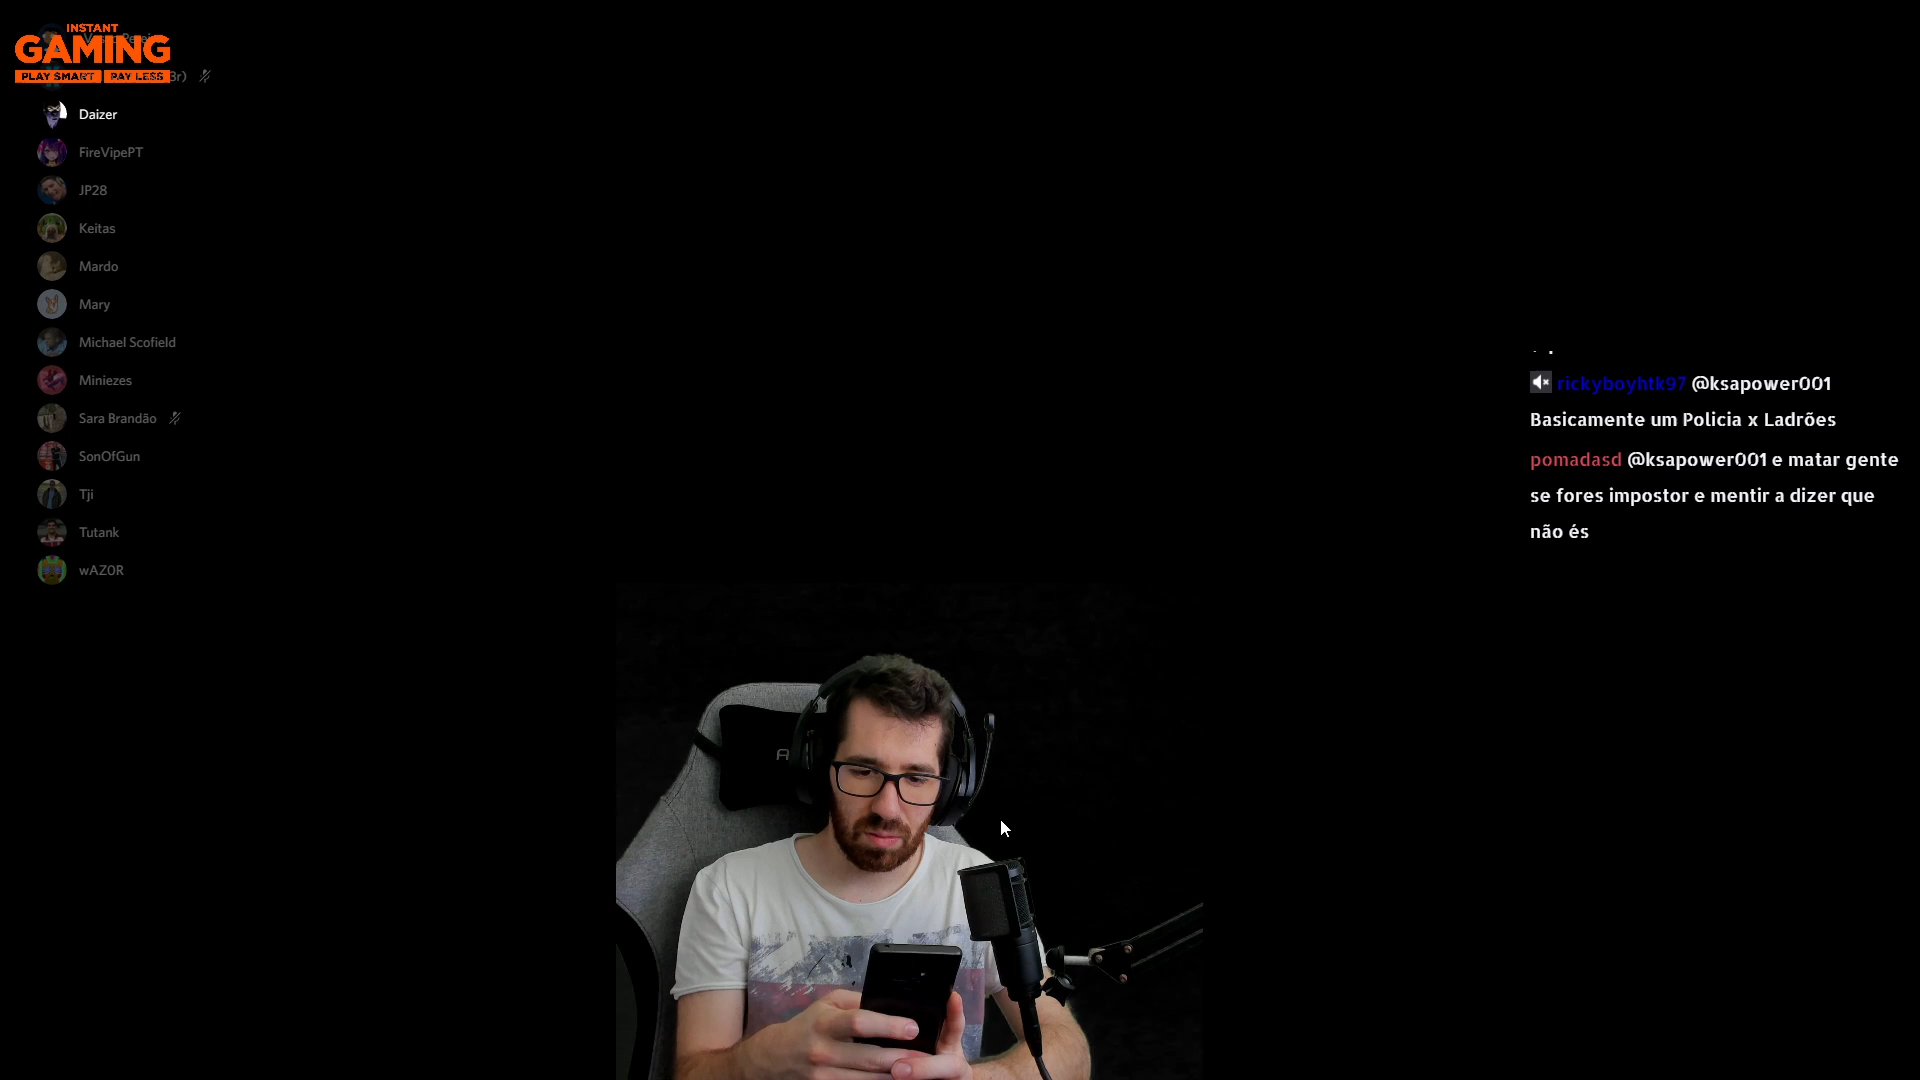 INSTANT
GAMING
PLAY SMART PAY LESS
3r)
Daizer
FireVipePT
JP28
Keitas
Mardo
Mary
Michael Scofield
Miniezes
Sara Brandão
SonOfGun
Tji
Tutank
wAZ0R
rickyboyhtk97 @ksapower001
Basicamente um Policia x Ladrões
pomadasd @ksapower001 e matar gente
se fores impostor e mentir a dizer que
não és